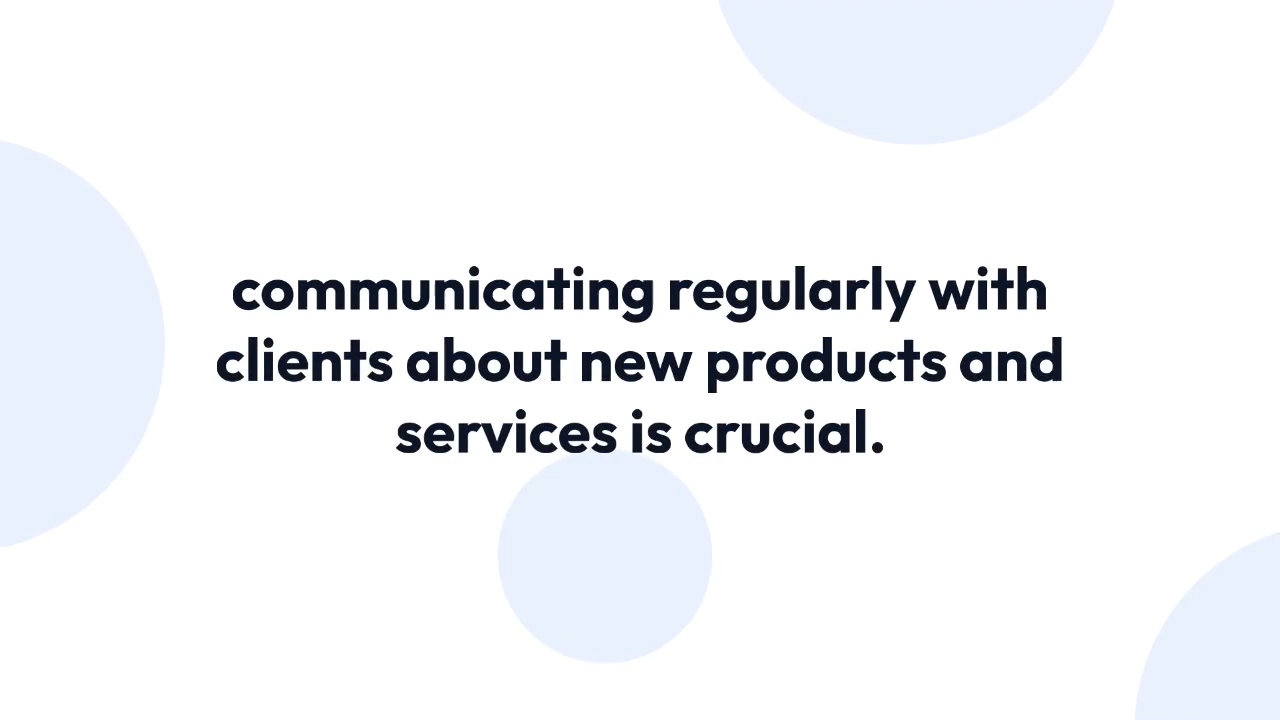 communicating regularly with
clients about new products and
services is crucial.